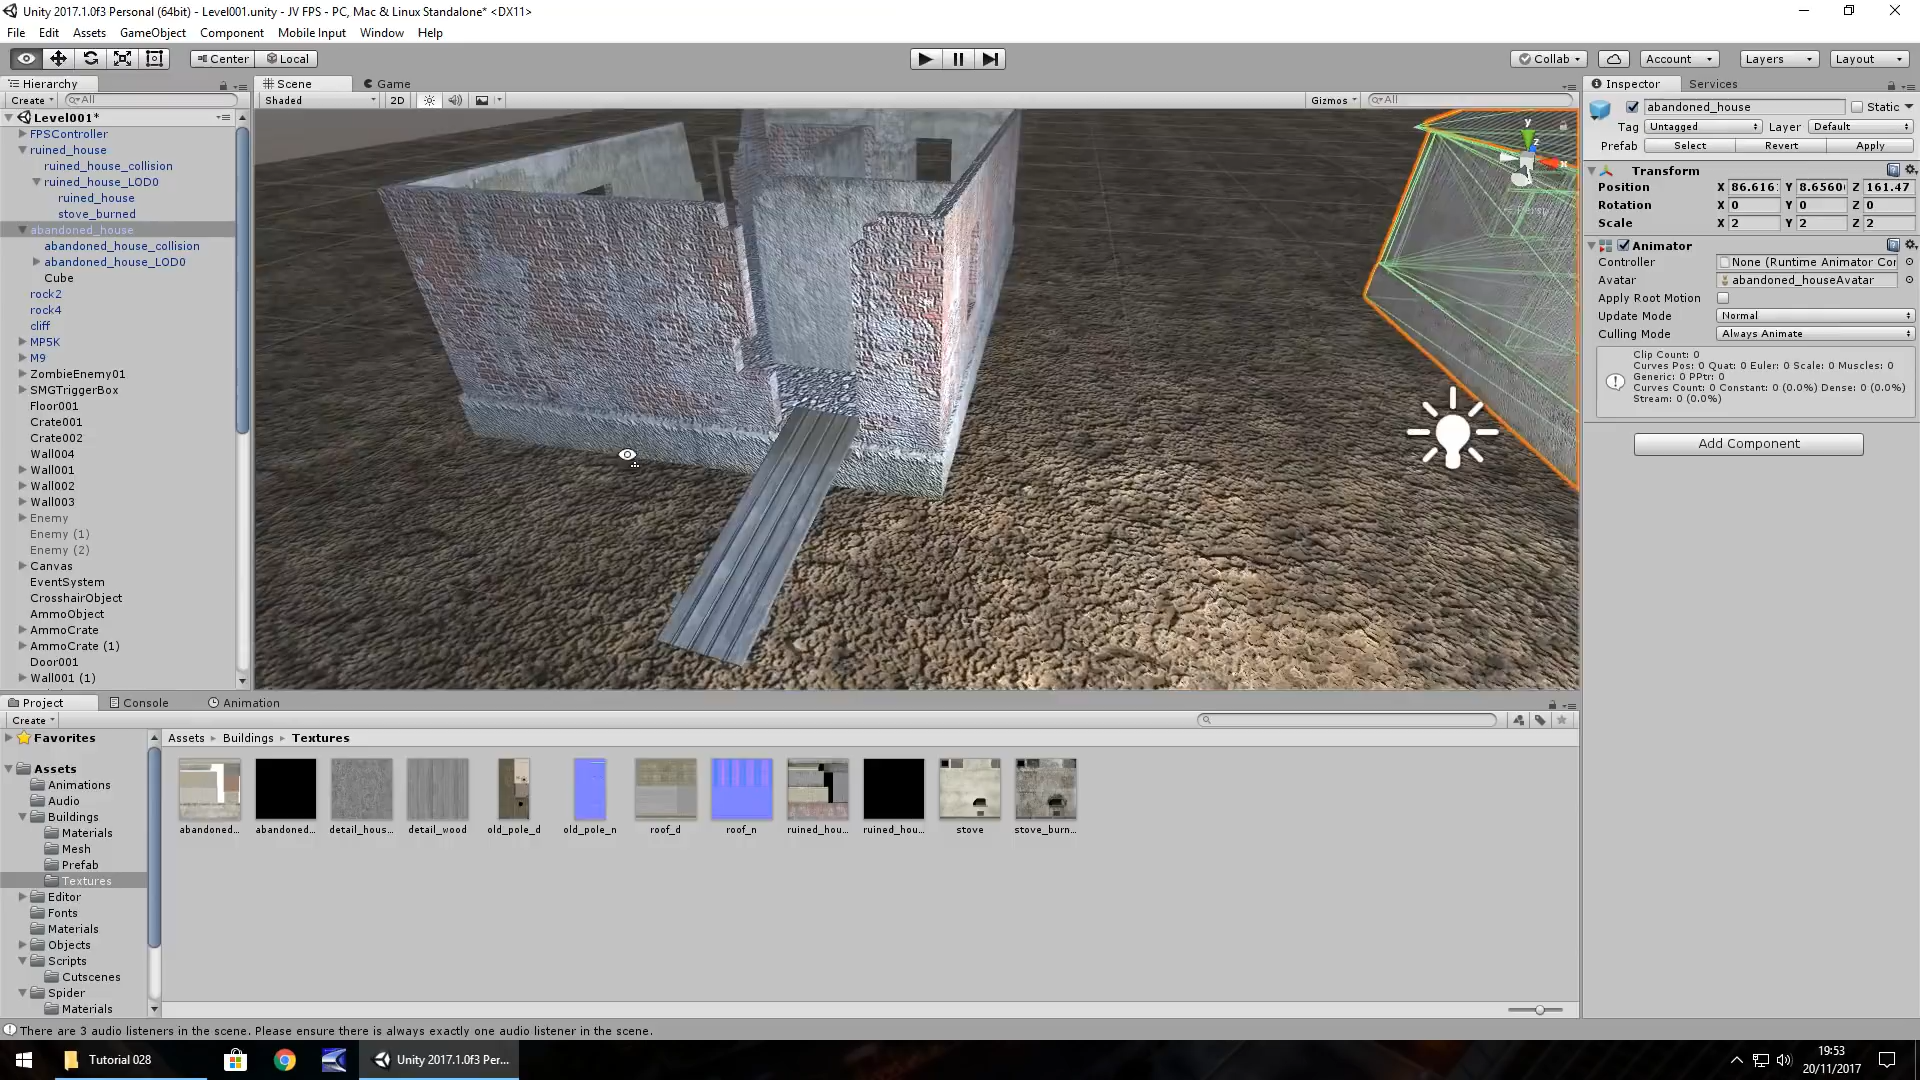 Unity 2017.1.0f3 Personal (64bit) - Level001.unity - JV FPS - PC, Mac & Linux Standalone* <DX11>
File Edit Assets GameObject Component Mobile Input Window Help
Center Local
Collab Account Layers Layout
Hierarchy
Create All
Level001*
FPSController
ruined_house
ruined_house_collision
ruined_house_LOD0
ruined_house
stove_burned
abandoned_house
abandoned_house_collision
abandoned_house_LOD0
Cube
rock2
rock4
cliff
MP5K
M9
ZombieEnemy01
SMGTriggerBox
Floor001
Crate001
Crate002
Wall004
Wall001
Wall002
Wall003
Enemy
Enemy (1)
Enemy (2)
Canvas
EventSystem
CrosshairObject
AmmoObject
AmmoCrate
AmmoCrate (1)
Door001
Wall001 (1)
Scene Game
Shaded 2D Gizmos All
y
z
x
Persp
Inspector Services
abandoned_house Static
Tag Untagged Layer Default
Prefab Select Revert Apply
Transform
Position X 86.616 Y 8.6560 Z 161.47
Rotation X 0 Y 0 Z 0
Scale X 2 Y 2 Z 2
Animator
Controller None (Runtime Animator Cor
Avatar abandoned_houseAvatar
Apply Root Motion
Update Mode Normal
Culling Mode Always Animate
Clip Count: 0
Curves Pos: 0 Quat: 0 Euler: 0 Scale: 0 Muscles: 0
Generic: 0 PPtr: 0
Curves Count: 0 Constant: 0 (0.0%) Dense: 0 (0.0%)
Stream: 0 (0.0%)
Add Component
Project Console Animation
Create
Favorites
Assets
Animations
Audio
Buildings
Materials
Mesh
Prefab
Textures
Editor
Fonts
Materials
Objects
Scripts
Cutscenes
Spider
Materials
Assets Buildings Textures
abandoned... abandoned... detail_hous... detail_wood old_pole_d old_pole_n roof_d roof_n ruined_hou... ruined_hou... stove stove_burn...
There are 3 audio listeners in the scene. Please ensure there is always exactly one audio listener in the scene.
Tutorial 028
Unity 2017.1.0f3 Per...
19:53
20/11/2017